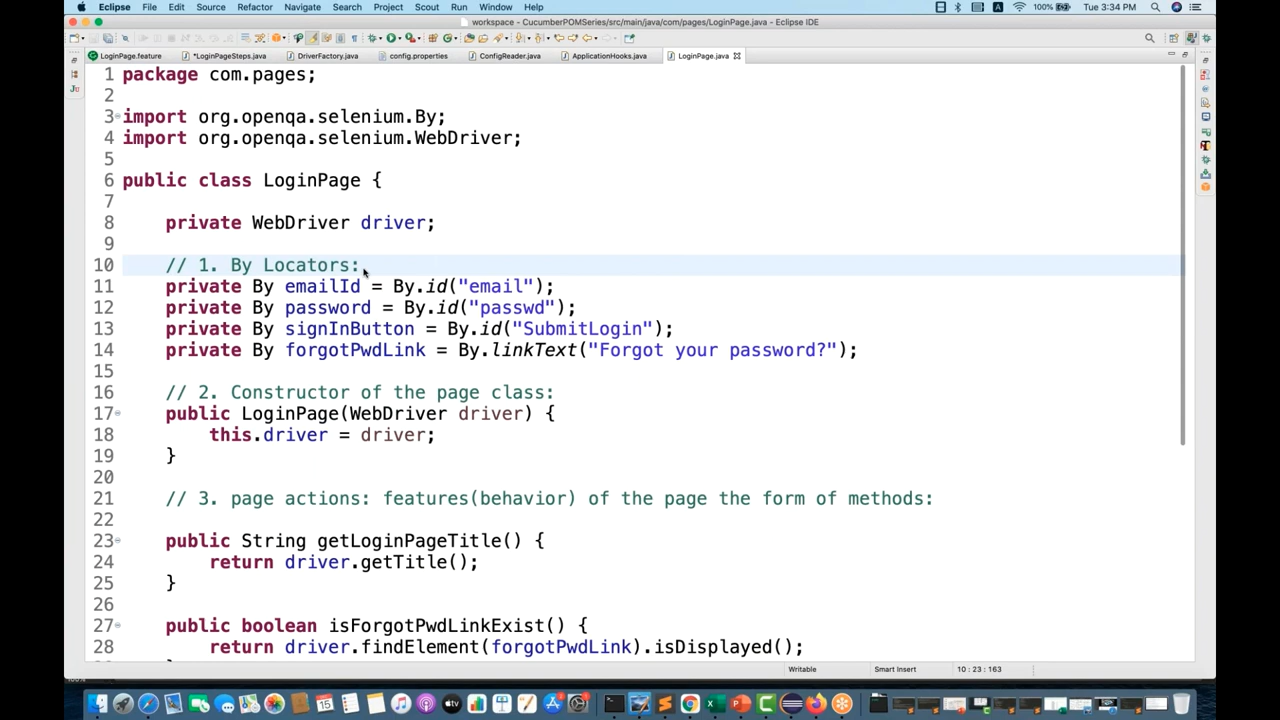 Eclipse File Edit Source Refactor Navigate Search Project Scout Run Window Help 100% Tue 3:34 PM
workspace - CucumberPOMSeries/src/main/java/com/pages/LoginPage.java - Eclipse IDE
LoginPage.feature *LoginPageSteps.java DriverFactory.java config.properties ConfigReader.java ApplicationHooks.java LoginPage.java
1 package com.pages;
2
3 import org.openqa.selenium.By;
4 import org.openqa.selenium.WebDriver;
5
6 public class LoginPage {
7
8 private WebDriver driver;
9
10 // 1. By Locators:
11 private By emailId = By.id("email");
12 private By password = By.id("passwd");
13 private By signInButton = By.id("SubmitLogin");
14 private By forgotPwdLink = By.linkText("Forgot your password?");
15
16 // 2. Constructor of the page class:
17 public LoginPage(WebDriver driver) {
18 this.driver = driver;
19 }
20
21 // 3. page actions: features(behavior) of the page the form of methods:
22
23 public String getLoginPageTitle() {
24 return driver.getTitle();
25 }
26
27 public boolean isForgotPwdLinkExist() {
28 return driver.findElement(forgotPwdLink).isDisplayed();
Writable Smart Insert 10 : 23 : 163